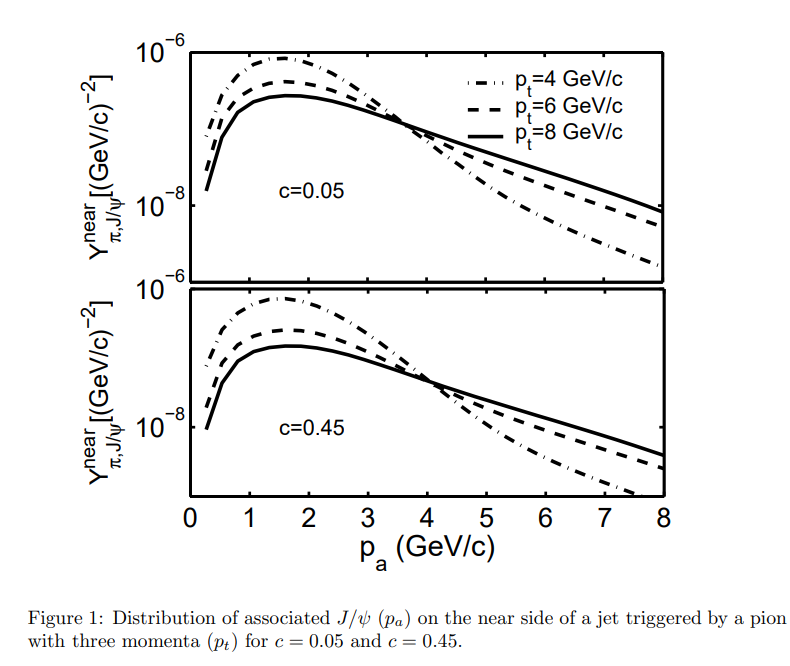 10^−6
Y^near_π,J/ψ[(GeV/c)^−2]
p_t=4 GeV/c
p_t=6 GeV/c
p_t=8 GeV/c
c=0.05
10^−8
10^−6
Y^near_π,J/ψ[(GeV/c)^−2]
10^−8
c=0.45
0 1 2 3 4 5 6 7 8
p_a (GeV/c)
Figure 1: Distribution of associated J/ψ (p_a) on the near side of a jet triggered by a pion
with three momenta (p_t) for c = 0.05 and c = 0.45.